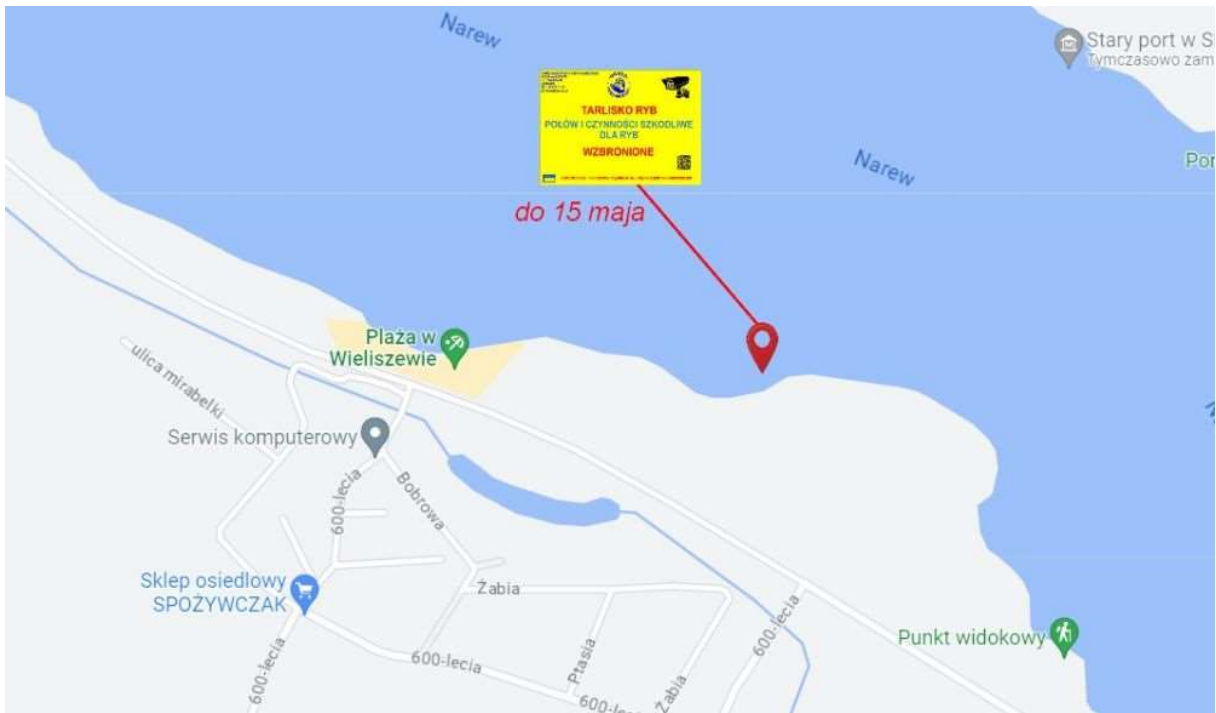 Narew
Stary port w S
Tymczasowo zam
TARLISKO RYB
POŁÓW I CZYNNOŚCI SZKODLIWE
DLA RYB
WZBRONIONE
Narew
Por
do 15 maja
Plaża w
Wieliszewie
ulica mirabelki
Serwis komputerowy
600-lecia
Bobrowa
Sklep osiedlowy
SPOŻYWCZAK
Żabia
600-lecia
Punkt widokowy
600-lecia
600-lecia
Ptasia
600-lecia
Żabia